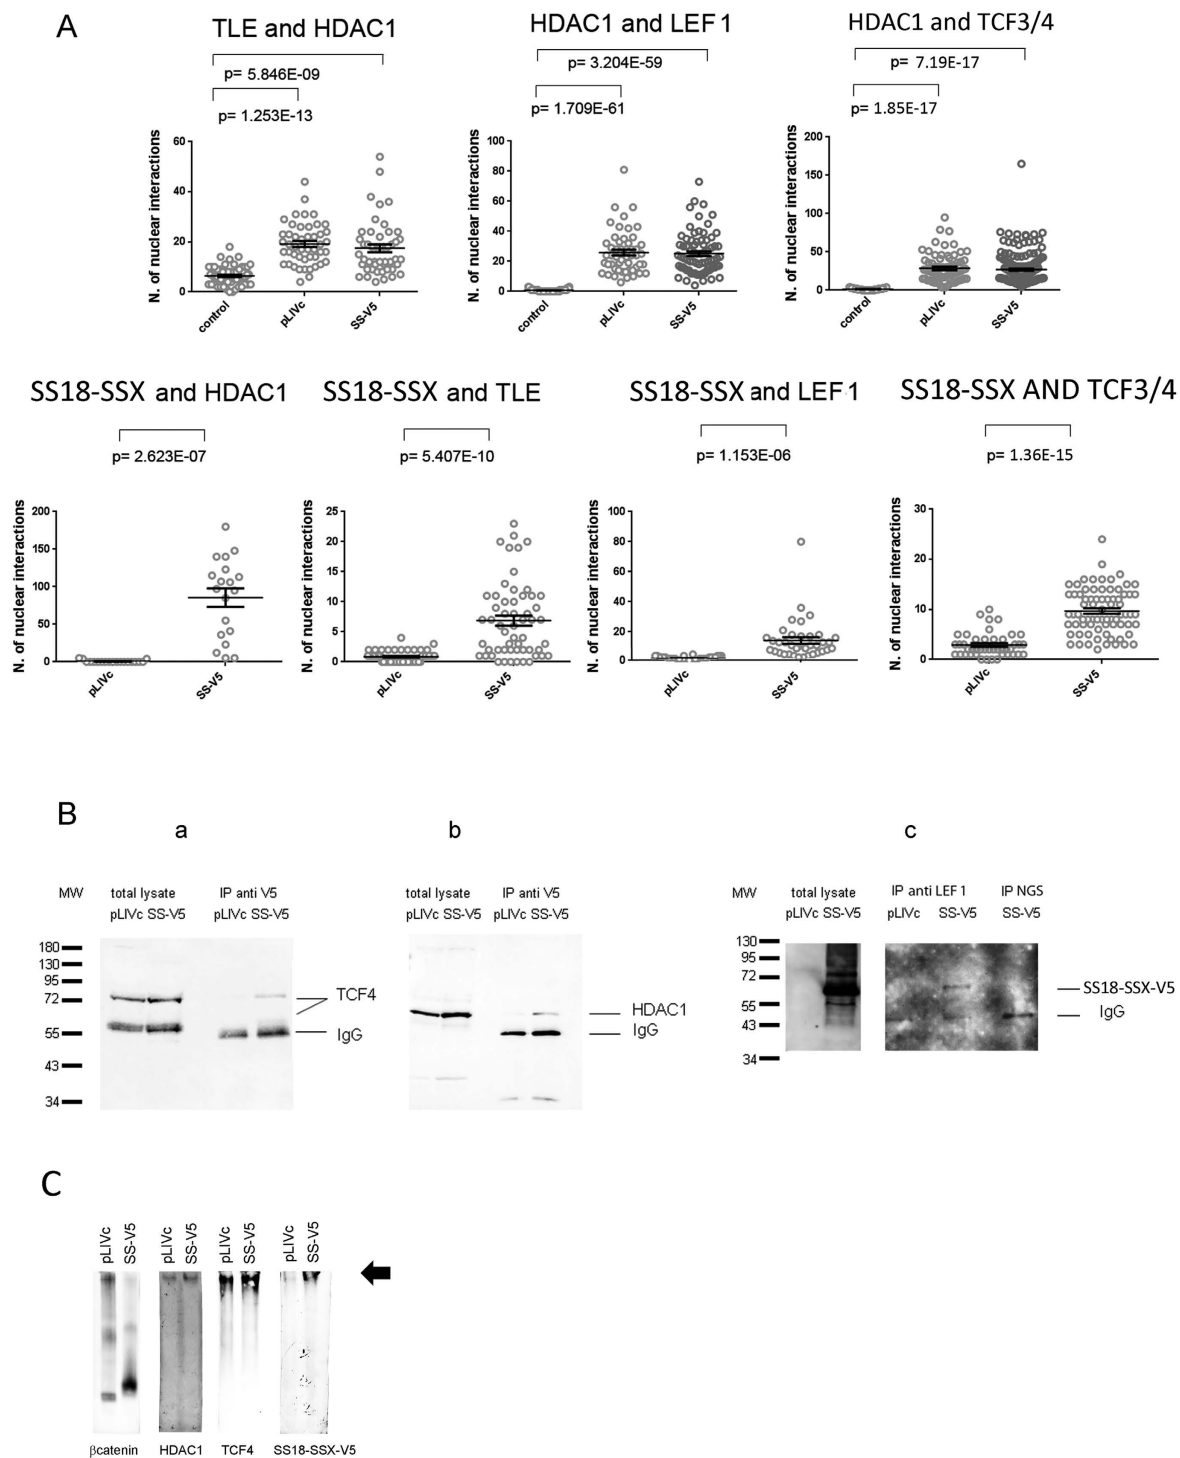 A
TLE and HDAC1
p= 5.846E-09
p= 1.253E-13
N. of nuclear interactions
60
40
20
0
control
pLIVc
SS-V5
HDAC1 and LEF1
p= 3.204E-59
p= 1.709E-61
N. of nuclear interactions
100
80
60
40
20
0
control
pLIVc
SS-V5
HDAC1 and TCF3/4
p= 7.19E-17
p= 1.85E-17
N. of nuclear interactions
200
150
100
50
0
control
pLIVc
SS-V5
SS18-SSX and HDAC1
p= 2.623E-07
N. of nuclear interactions
200
150
100
50
0
pLIVc
SS-V5
SS18-SSX and TLE
p= 5.407E-10
N. of nuclear interactions
25
20
15
10
5
0
pLIVc
SS-V5
SS18-SSX and LEF1
p= 1.153E-06
N. of nuclear interactions
100
80
60
40
20
0
pLIVc
SS-V5
SS18-SSX AND TCF3/4
p= 1.36E-15
N. of nuclear interactions
30
20
10
0
pLIVc
SS-V5
B
a
MW
total lysate
IP anti V5
pLIVc SS-V5
pLIVc SS-V5
180
130
95
72
55
43
34
TCF4
IgG
b
total lysate
IP anti V5
pLIVc SS-V5
pLIVc SS-V5
HDAC1
IgG
c
MW
total lysate
IP anti LEF1
IP NGS
pLIVc SS-V5
pLIVc
SS-V5
SS-V5
130
95
72
55
43
34
SS18-SSX-V5
IgG
C
pLIVc
SS-V5
pLIVc
SS-V5
pLIVc
SS-V5
pLIVc
SS-V5
βcatenin
HDAC1
TCF4
SS18-SSX-V5